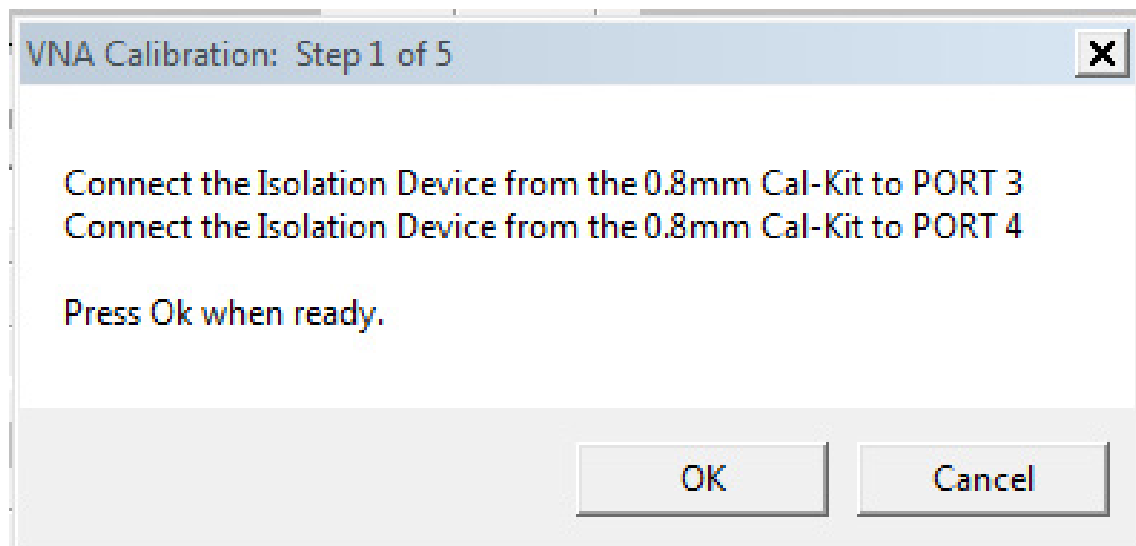 VNA Calibration: Step 1 of 5
Connect the Isolation Device from the 0.8mm Cal-Kit to PORT 3
Connect the Isolation Device from the 0.8mm Cal-Kit to PORT 4
Press Ok when ready.
OK
Cancel